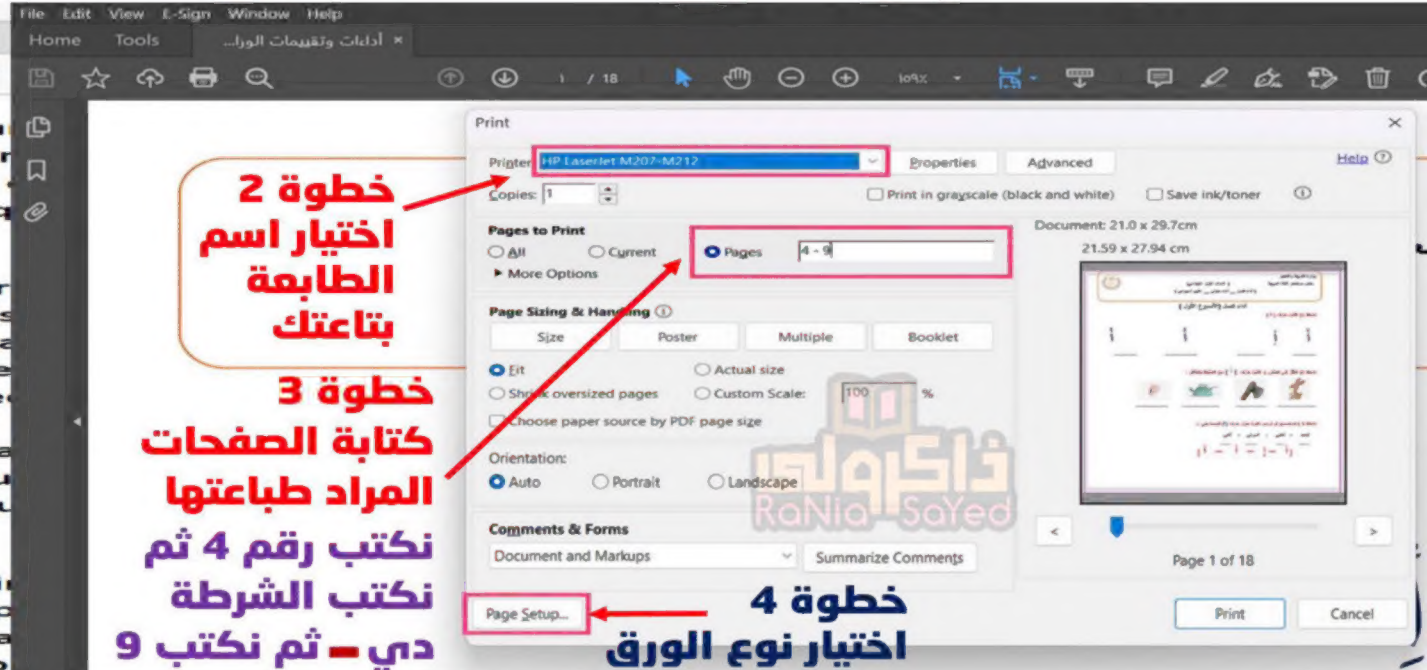 File Edit View E-Sign Window Help
Home Tools أداءات وتقييمات الورا... ×
1 / 18 109%
Print
Printer: HP LaserJet M207-M212 Properties Advanced Help
Copies: 1 Print in grayscale (black and white) Save ink/toner
Pages to Print
All Current Pages 4 - 9
More Options
Page Sizing & Handling
Size Poster Multiple Booklet
Fit Actual size
Shrink oversized pages Custom Scale: 100 %
Choose paper source by PDF page size
Orientation:
Auto Portrait Landscape
Comments & Forms
Document and Markups Summarize Comments
Page Setup...
Document: 21.0 x 29.7cm
21.59 x 27.94 cm
< >
Page 1 of 18
Print Cancel
خطوة 2
اختيار اسم
الطابعة
بتاعتك
خطوة 3
كتابة الصفحات
المراد طباعتها
نكتب رقم 4 ثم
نكتب الشرطة
دي - ثم نكتب 9
خطوة 4
اختيار نوع الورق
ذاكرولي
RaNia SaYed